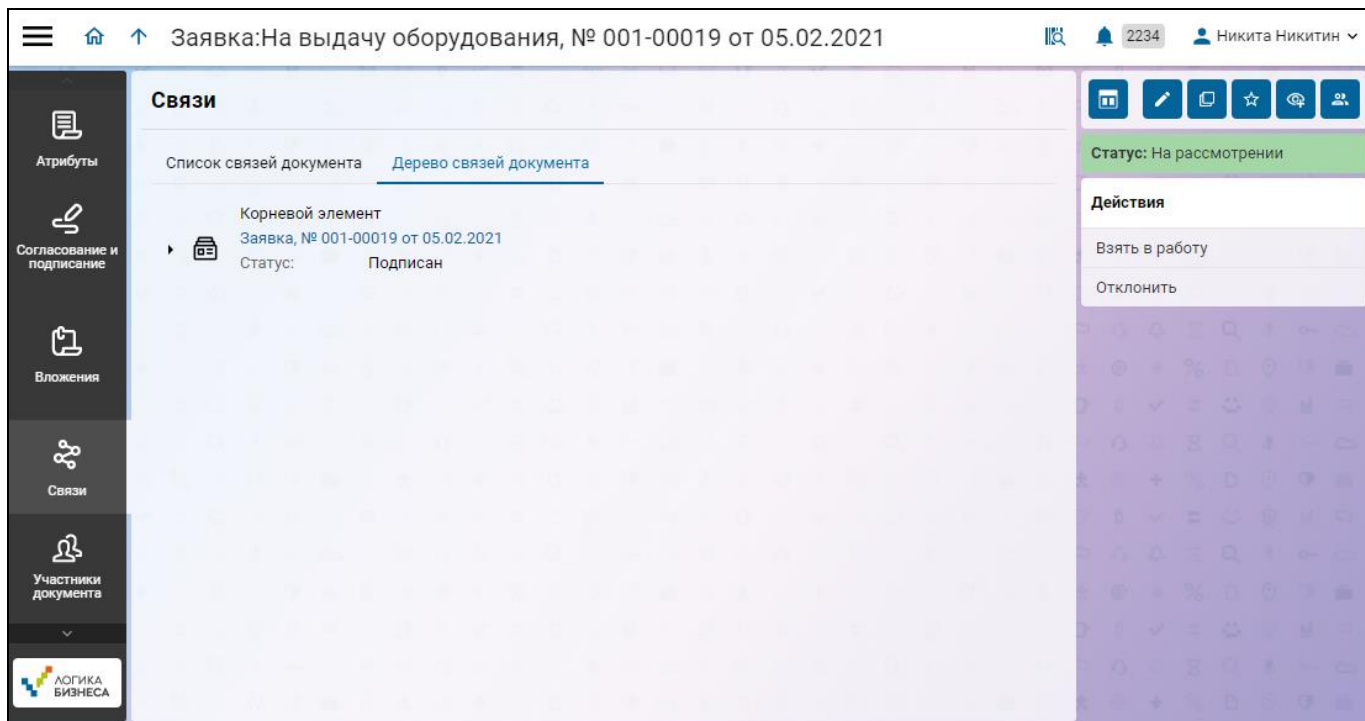 Заявка:На выдачу оборудования, № 001-00019 от 05.02.2021
2234
Никита Никитин
Атрибуты
Согласование и
подписание
Вложения
Связи
Участники
документа
ЛОГИКА
БИЗНЕСА
Связи
Список связей документа
Дерево связей документа
Корневой элемент
Заявка, № 001-00019 от 05.02.2021
Статус: Подписан
Статус: На рассмотрении
Действия
Взять в работу
Отклонить